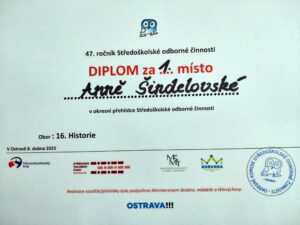 47. ročník Středoškolské odborné činnosti
DIPLOM za 1. místo
Anně Šindelovské
v okresní přehlídce Středoškolské odborné činnosti
Obor : 16. Historie
V Ostravě 8. dubna 2025
Realizace soutěže/přehlídky byla podpořena Ministerstvem školství, mládeže a tělovýchovy
OSTRAVA!!!